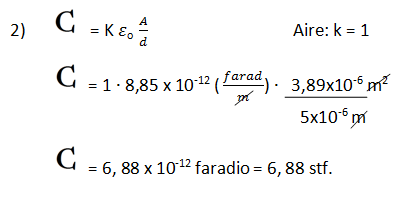 2) C = K ε₀ A/d Aire: k = 1
C = 1 · 8,85 x 10⁻¹² (farad/m) · 3,89x10⁻⁶ m² / 5x10⁻⁶ m
C = 6, 88 x 10⁻¹² faradio = 6, 88 stf.